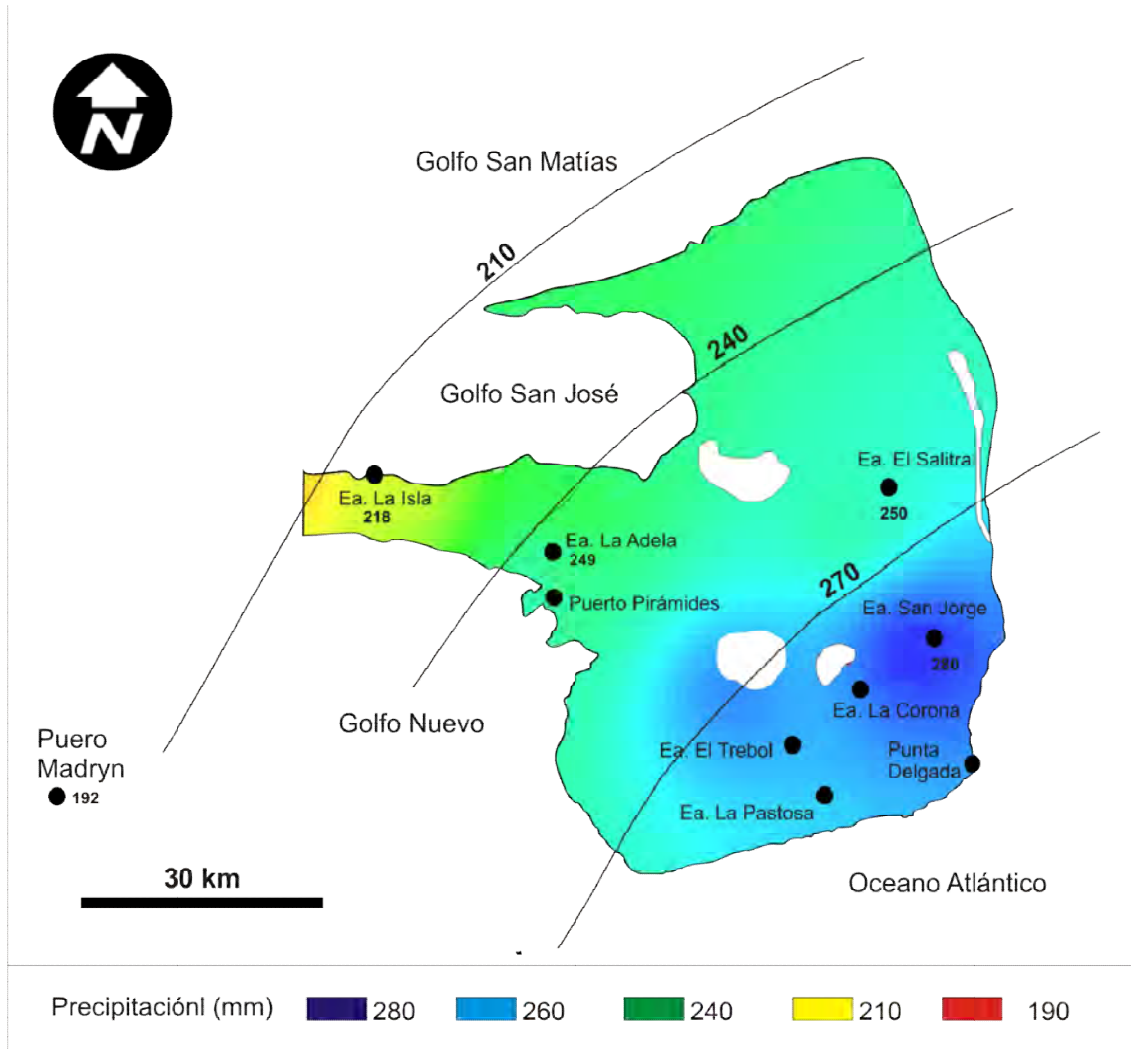 N
Golfo San Matías
210
240
Golfo San José
Ea. El Salitral
250
Ea. La Isla
218
Ea. La Adela
249
270
Puerto Pirámides
Ea. San Jorge
280
Ea. La Corona
Golfo Nuevo
Puero
Madryn
192
Ea. El Trebol
Punta
Delgada
Ea. La Pastosa
30 km
Oceano Atlántico
Precipitaciónl (mm)
280
260
240
210
190